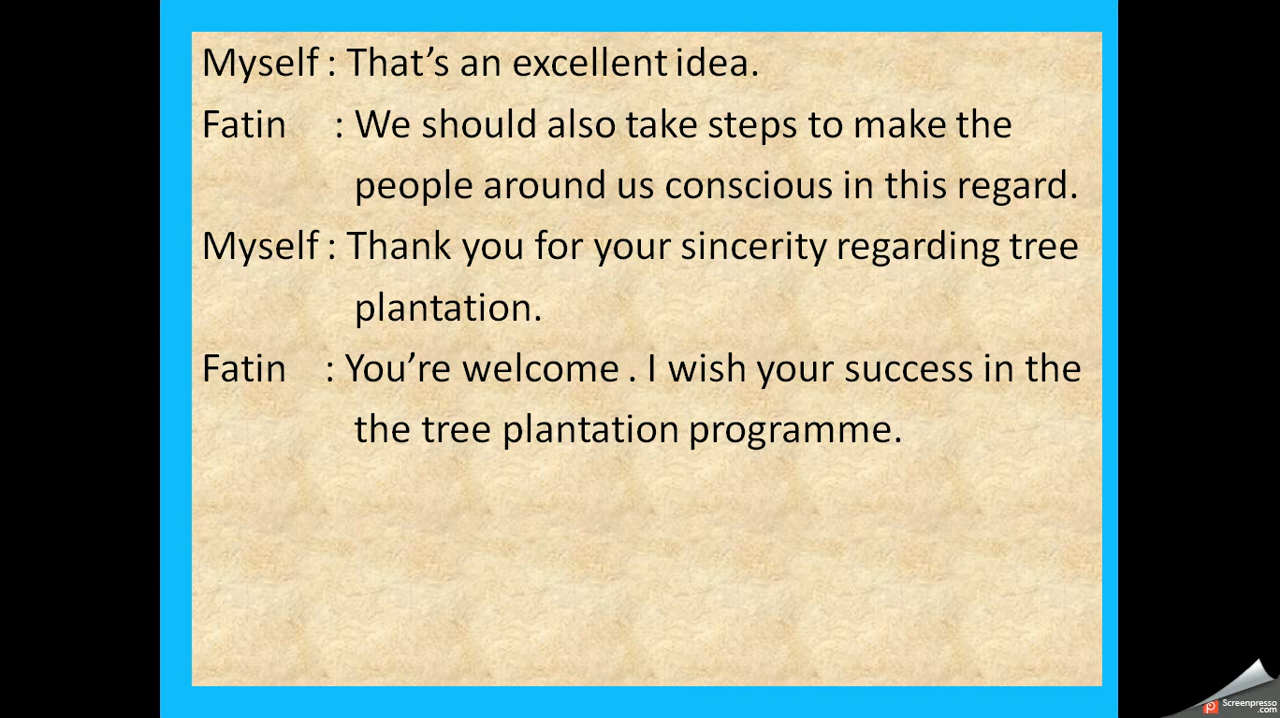 Myself : That's an excellent idea.
Fatin : We should also take steps to make the
people around us conscious in this regard.
Myself : Thank you for your sincerity regarding tree
plantation.
Fatin : You're welcome . I wish your success in the
the tree plantation programme.
Screenpresso
.com